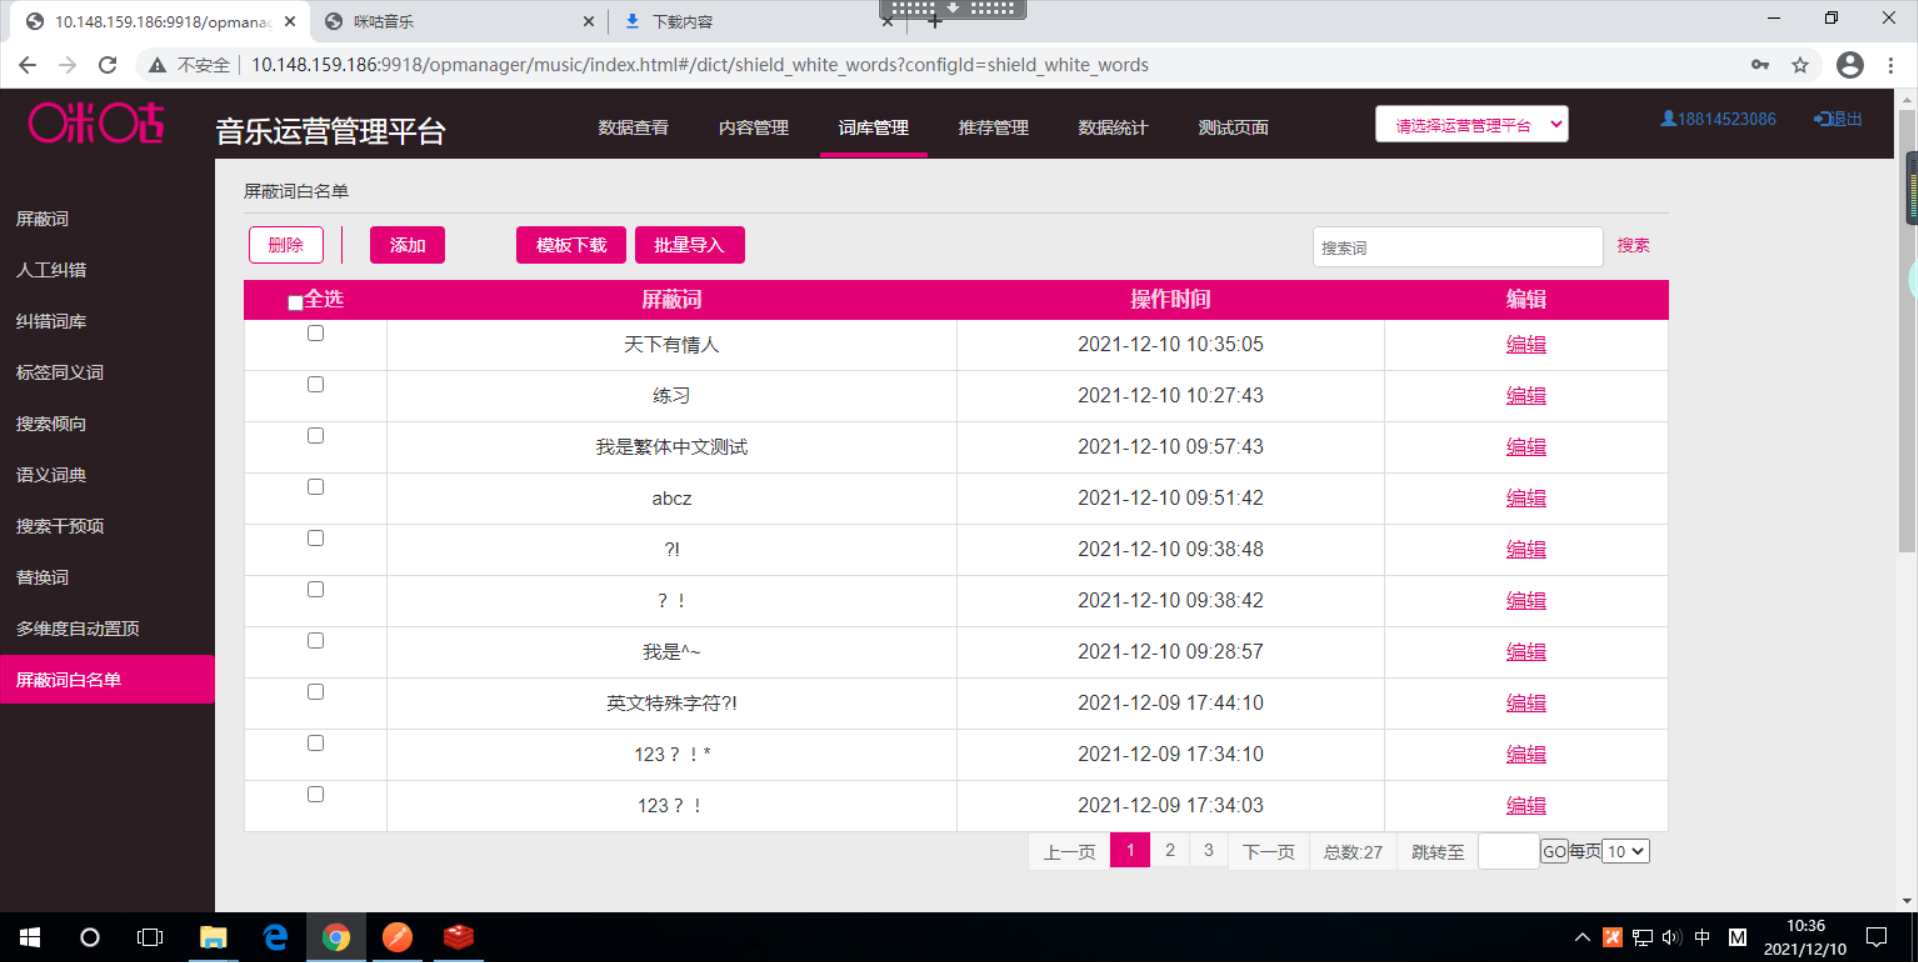 10.148.159.186:9918/opmanag
咪咕音乐
下载内容
不安全
10.148.159.186:9918/opmanager/music/index.html#/dict/shield_white_words?configId=shield_white_words
咪咕
音乐运营管理平台
数据查看
内容管理
词库管理
推荐管理
数据统计
测试页面
请选择运营管理平台
18814523086
退出
屏蔽词
人工纠错
纠错词库
标签同义词
搜索倾向
语义词典
搜索干预项
替换词
多维度自动置顶
屏蔽词白名单
屏蔽词白名单
删除
添加
模板下载
批量导入
搜索词
搜索
全选 屏蔽词 操作时间 编辑
天下有情人 2021-12-10 10:35:05 编辑
练习 2021-12-10 10:27:43 编辑
我是繁体中文测试 2021-12-10 09:57:43 编辑
abcz 2021-12-10 09:51:42 编辑
?! 2021-12-10 09:38:48 编辑
？！ 2021-12-10 09:38:42 编辑
我是^~ 2021-12-10 09:28:57 编辑
英文特殊字符?! 2021-12-09 17:44:10 编辑
123？！* 2021-12-09 17:34:10 编辑
123？！ 2021-12-09 17:34:03 编辑
上一页 1 2 3 下一页 总数:27 跳转至 GO 每页 10
中
M
10:36
2021/12/10